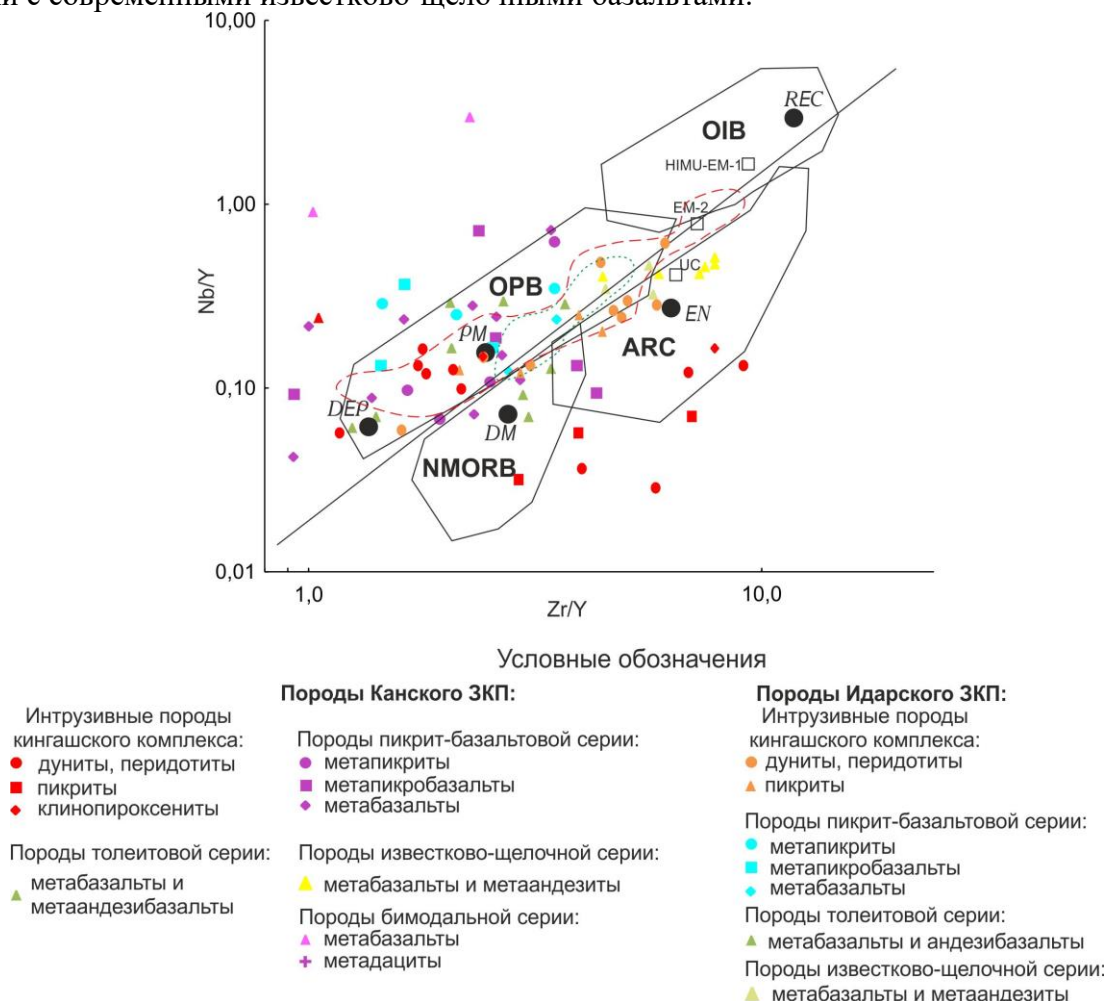 и с современными известково-щелочными базальтами.
10,00
REC
OIB
HIMU-EM-1
1,00
EM-2
UC
OPB
Nb/Y
EN
PM
ARC
0,10
DEP
DM
NMORB
0,01
1,0
10,0
Zr/Y
Условные обозначения
Породы Канского ЗКП:
Породы Идарского ЗКП:
Интрузивные породы
кингашского комплекса:
дуниты, перидотиты
пикриты
клинопироксениты
Породы толеитовой серии:
метабазальты и
метаандезибазальты
Породы пикрит-базальтовой серии:
метапикриты
метапикробазальты
метабазальты
Породы известково-щелочной серии:
метабазальты и метаандезиты
Породы бимодальной серии:
метабазальты
метадациты
Интрузивные породы
кингашского комплекса:
дуниты, перидотиты
пикриты
Породы пикрит-базальтовой серии:
метапикриты
метапикробазальты
метабазальты
Породы толеитовой серии:
метабазальты и андезибазальты
Породы известково-щелочной серии:
метабазальты и метаандезиты